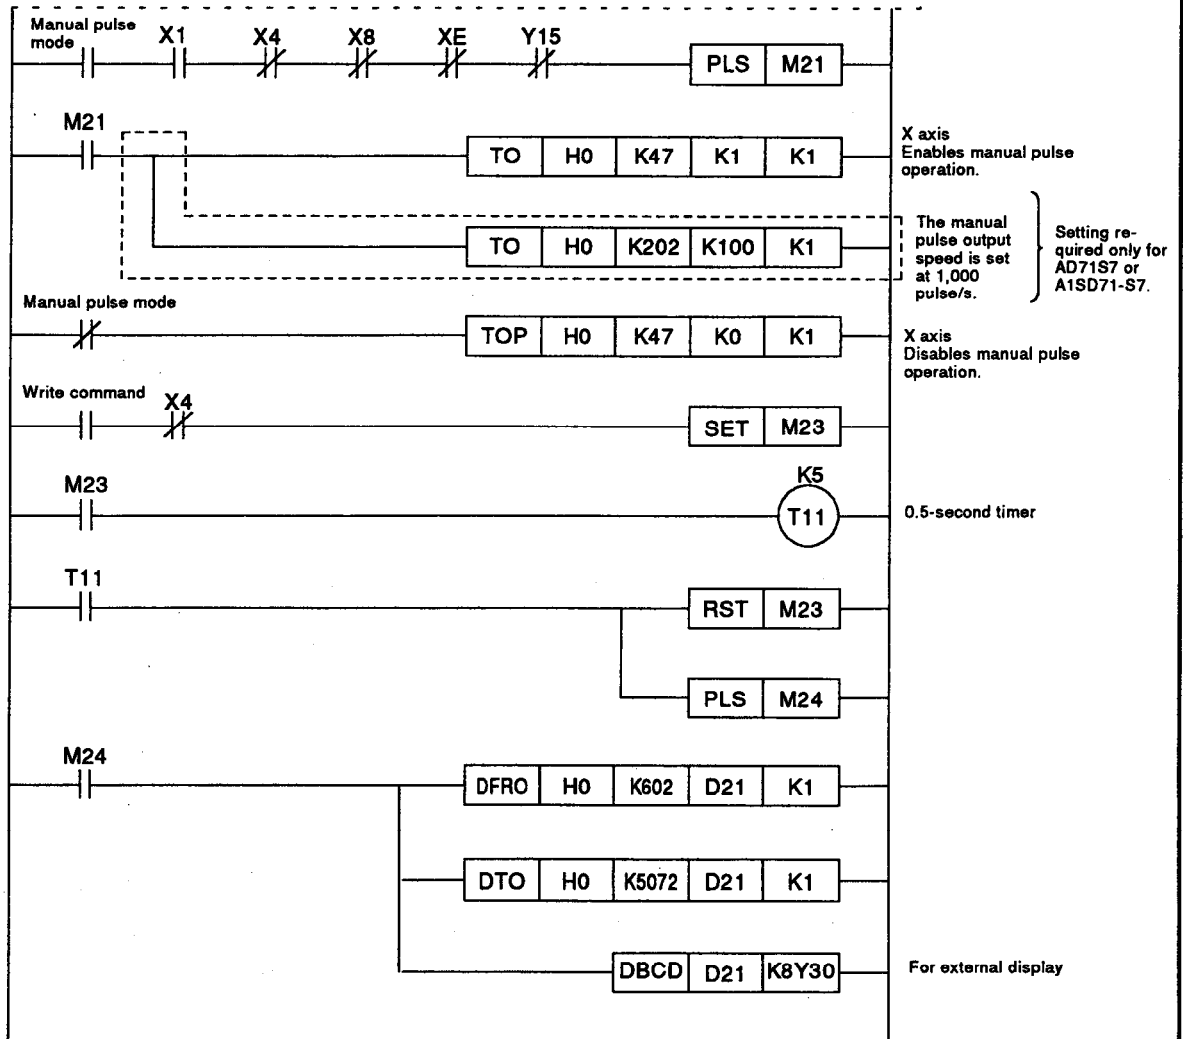 Manual pulse
mode
X1 X4 X8 XE Y15
PLS M21
M21
TO H0 K47 K1 K1
X axis
Enables manual pulse
operation.
TO H0 K202 K100 K1
The manual
pulse output
speed is set
at 1,000
pulse/s.
Setting re-
quired only for
AD71S7 or
A1SD71-S7.
Manual pulse mode
TOP H0 K47 K0 K1
X axis
Disables manual pulse
operation.
Write command
X4
SET M23
M23
K5
T11
0.5-second timer
T11
RST M23
PLS M24
M24
DFRO H0 K602 D21 K1
DTO H0 K5072 D21 K1
DBCD D21 K8Y30
For external display